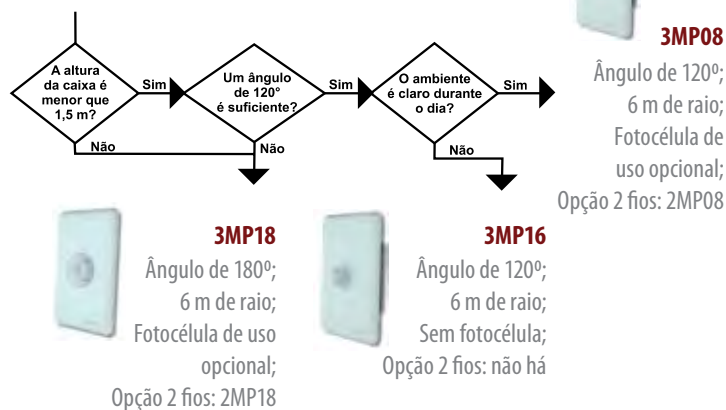 A altura
da caixa é
menor que
1,5 m?
Sim
Não
Um ângulo
de 120°
é suficiente?
Sim
Não
O ambiente
é claro durante
o dia?
Sim
Não
3MP08
Ângulo de 120º;
6 m de raio;
Fotocélula de
uso opcional;
Opção 2 fios: 2MP08
3MP18
Ângulo de 180º;
6 m de raio;
Fotocélula de uso
opcional;
Opção 2 fios: 2MP18
3MP16
Ângulo de 120º;
6 m de raio;
Sem fotocélula;
Opção 2 fios: não há